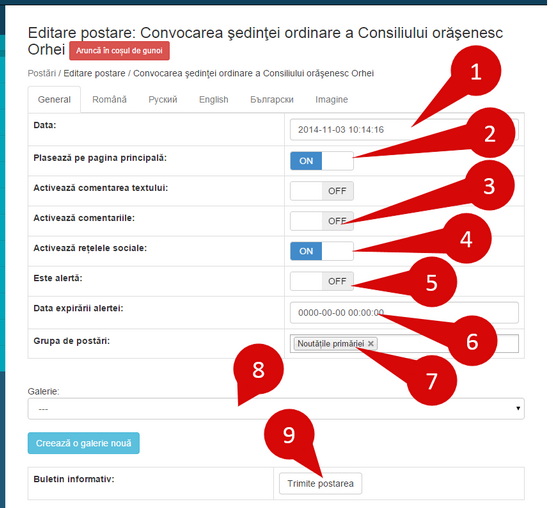 Editare postare: Convocarea şedinţei ordinare a Consiliului orăşenesc
Orhei Aruncă în coșul de gunoi
Postări / Editare postare / Convocarea şedinţei ordinare a Consiliului orăşenesc Orhei
General Română Русский English Български Imagine
1
Data: 2014-11-03 10:14:16
2
Plasează pe pagina principală: ON
Activează comentarea textului: OFF
3
Activează comentariile: OFF
4
Activează rețelele sociale: ON
Este alertă: OFF
5
Data expirării alertei: 0000-00-00 00:00:00
6
Grupa de postări: Noutățile primăriei ×
7
8
Galerie:
---
Creează o galerie nouă
9
Buletin informativ: Trimite postarea